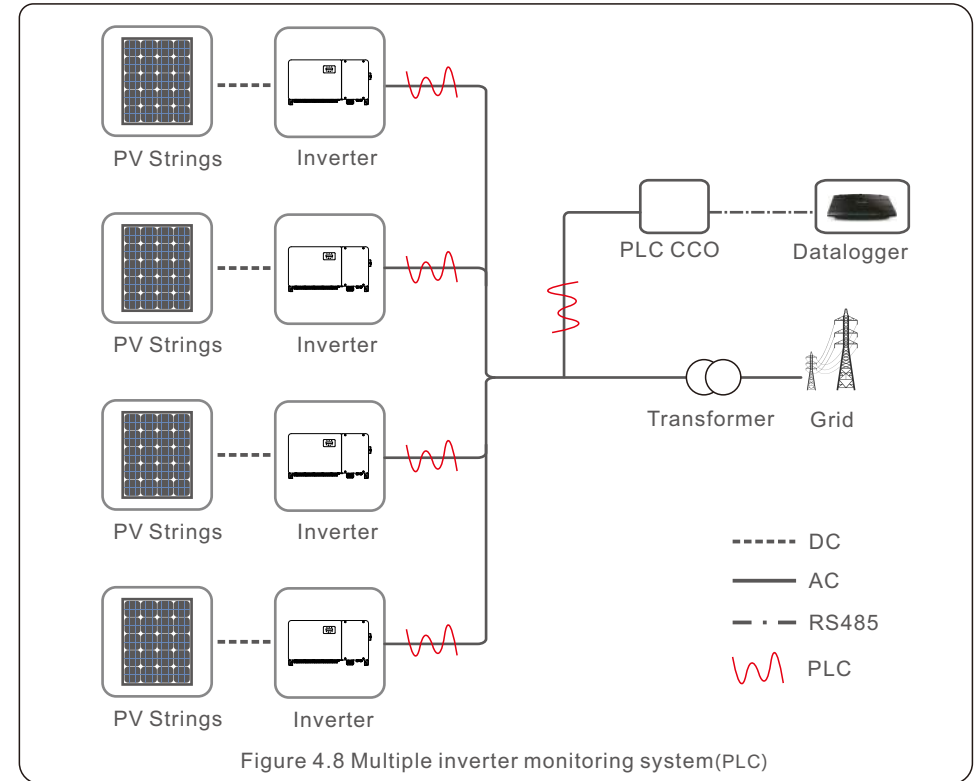 PV Strings
Inverter
PV Strings
Inverter
PLC CCO
Datalogger
Transformer
Grid
PV Strings
Inverter
DC
AC
RS485
PLC
PV Strings
Inverter
Figure 4.8 Multiple inverter monitoring system(PLC)